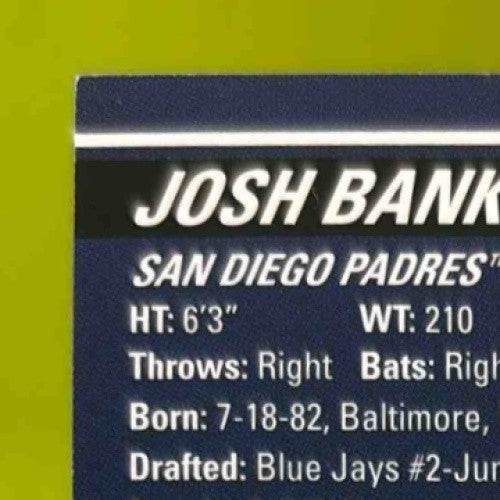 JOSH BANK
SAN DIEGO PADRES™
HT: 6'3" WT: 210
Throws: Right Bats: Righ
Born: 7-18-82, Baltimore,
Drafted: Blue Jays #2-Jun